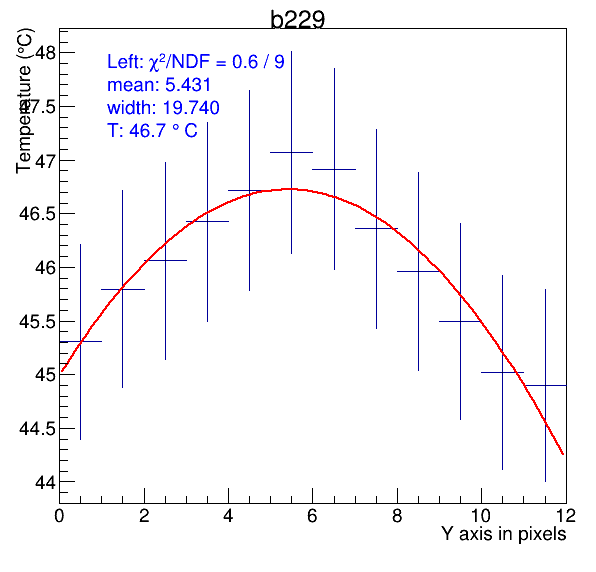 b229
Temperature (°C)
Left: χ²/NDF = 0.6 / 9
mean: 5.431
width: 19.740
T: 46.7 ° C
48
47.5
47
46.5
46
45.5
45
44.5
44
0 2 4 6 8 10 12
Y axis in pixels